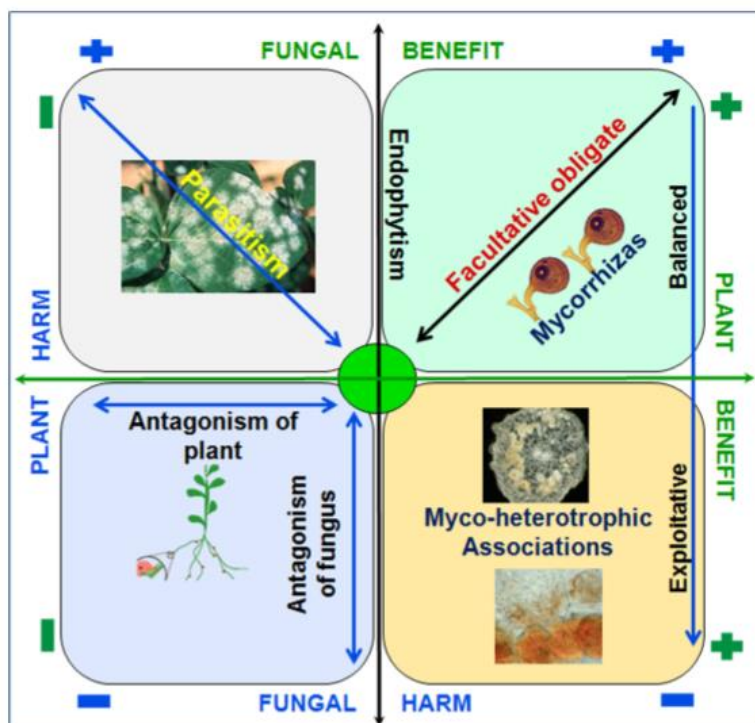 FUNGAL BENEFIT
Endophytism
Parasitism
Facultative obligate
Mycorrhizas
Balanced
HARM
PLANT
PLANT
BENEFIT
Antagonism of
plant
Antagonism
of fungus
Myco-heterotrophic
Associations
Exploitative
FUNGAL HARM